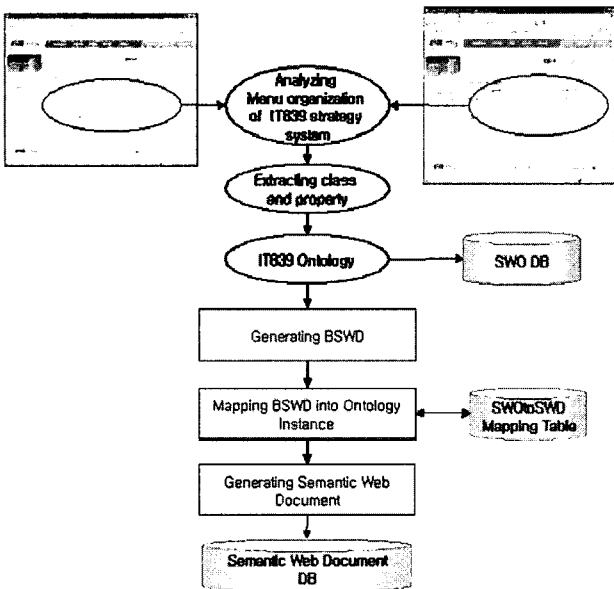 Analyzing
Menu organization
of IT839 strategy
system
Extracting class
and property
IT839 Ontology
SWO DB
Generating BSWD
Mapping BSWD into Ontology
Instance
SWOtoSWD
Mapping Table
Generating Semantic Web
Document
Semantic Web Document
DB